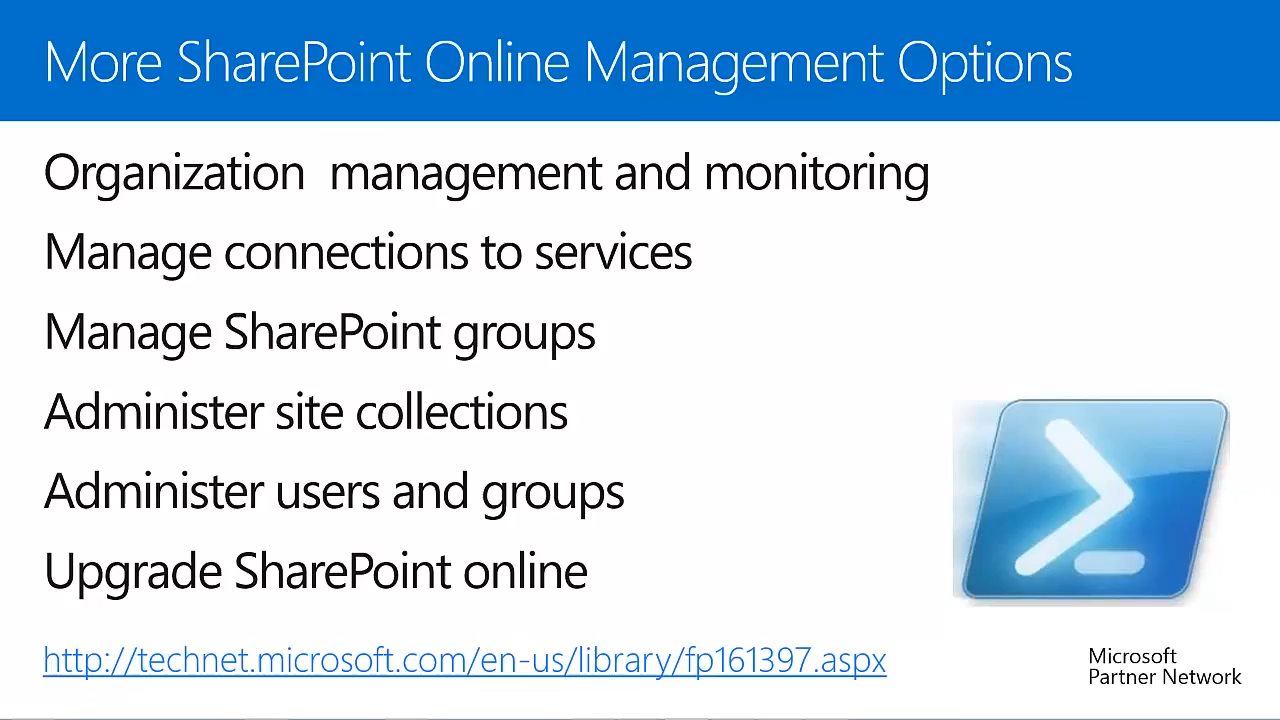 More SharePoint Online Management Options
Organization  management and monitoring
Manage connections to services
Manage SharePoint groups
Administer site collections
Administer users and groups
Upgrade SharePoint online
http://technet.microsoft.com/en-us/library/fp161397.aspx
Microsoft
Partner Network